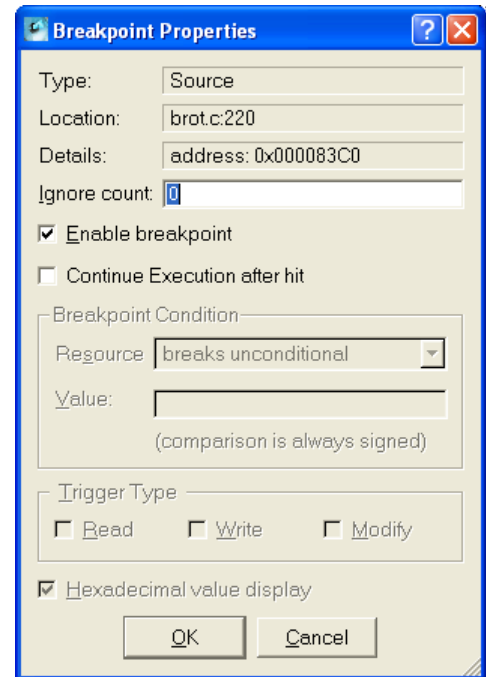 Breakpoint Properties
Type: Source
Location: brot.c:220
Details: address: 0x000083C0
Ignore count: 0
Enable breakpoint
Continue Execution after hit
Breakpoint Condition
Resource breaks unconditional
Value:
(comparison is always signed)
Trigger Type
Read Write Modify
Hexadecimal value display
OK Cancel